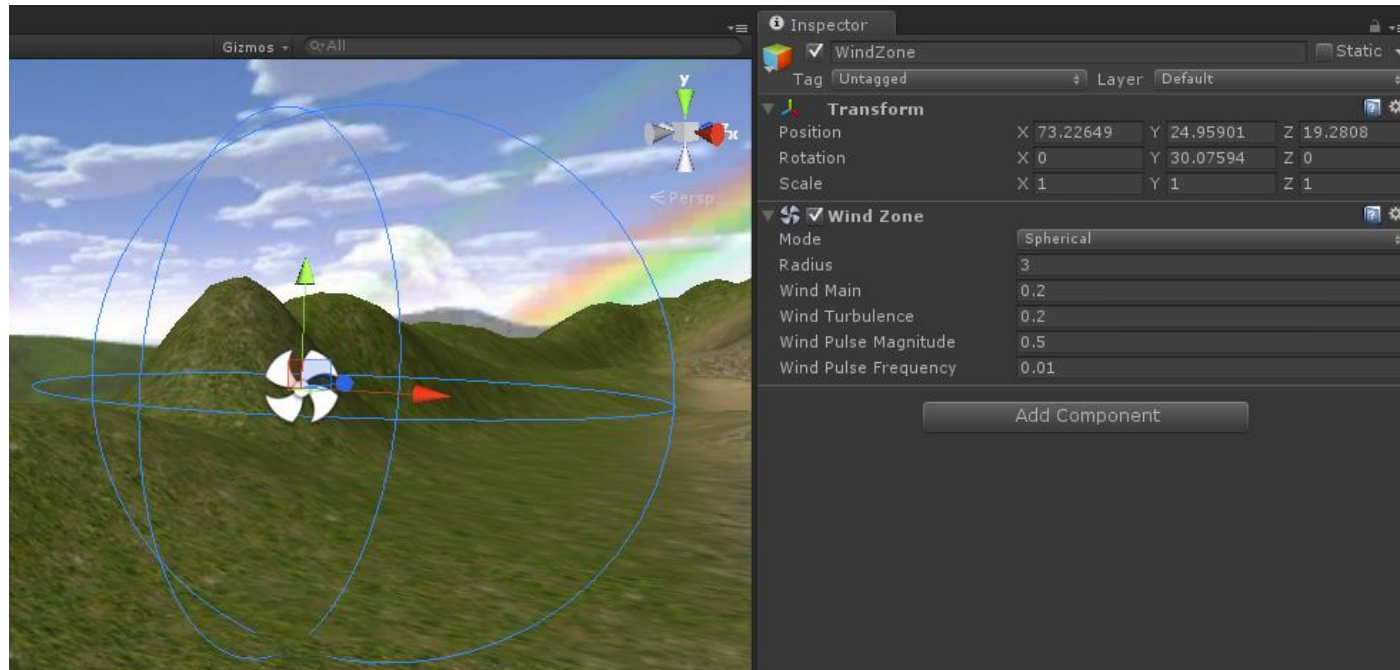 Gizmos
All
y
x
Persp
Inspector
WindZone
Static
Tag Untagged Layer Default
Transform
Position X 73.22649 Y 24.95901 Z 19.2808
Rotation X 0 Y 30.07594 Z 0
Scale X 1 Y 1 Z 1
Wind Zone
Mode Spherical
Radius 3
Wind Main 0.2
Wind Turbulence 0.2
Wind Pulse Magnitude 0.5
Wind Pulse Frequency 0.01
Add Component